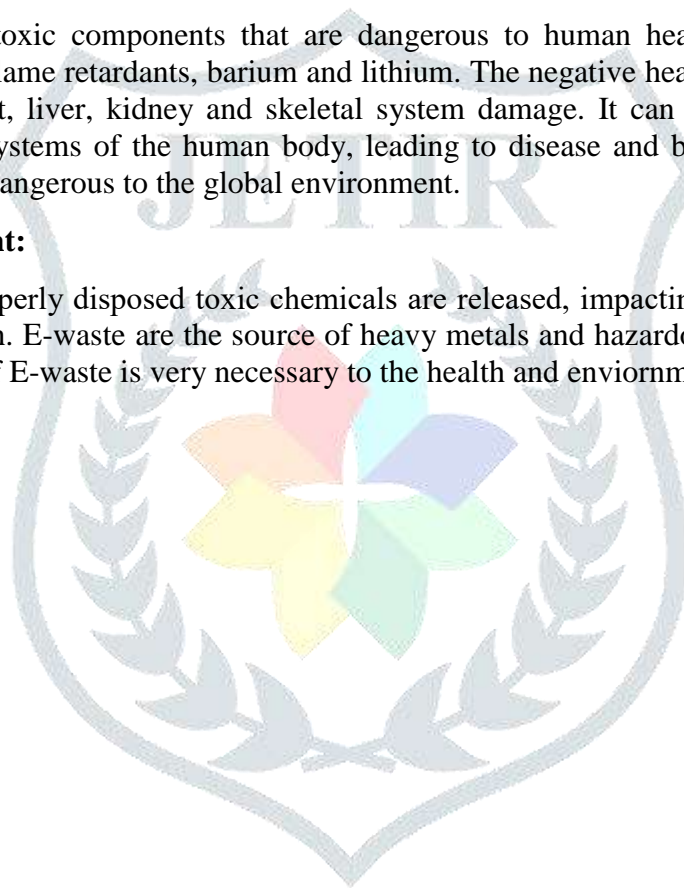 toxic components that are dangerous to human hea
lame retardants, barium and lithium. The negative hea
t, liver, kidney and skeletal system damage. It can
ystems of the human body, leading to disease and b
angerous to the global environment.
nt:
perly disposed toxic chemicals are released, impactin
n. E-waste are the source of heavy metals and hazardo
f E-waste is very necessary to the health and enviornm
JETIR